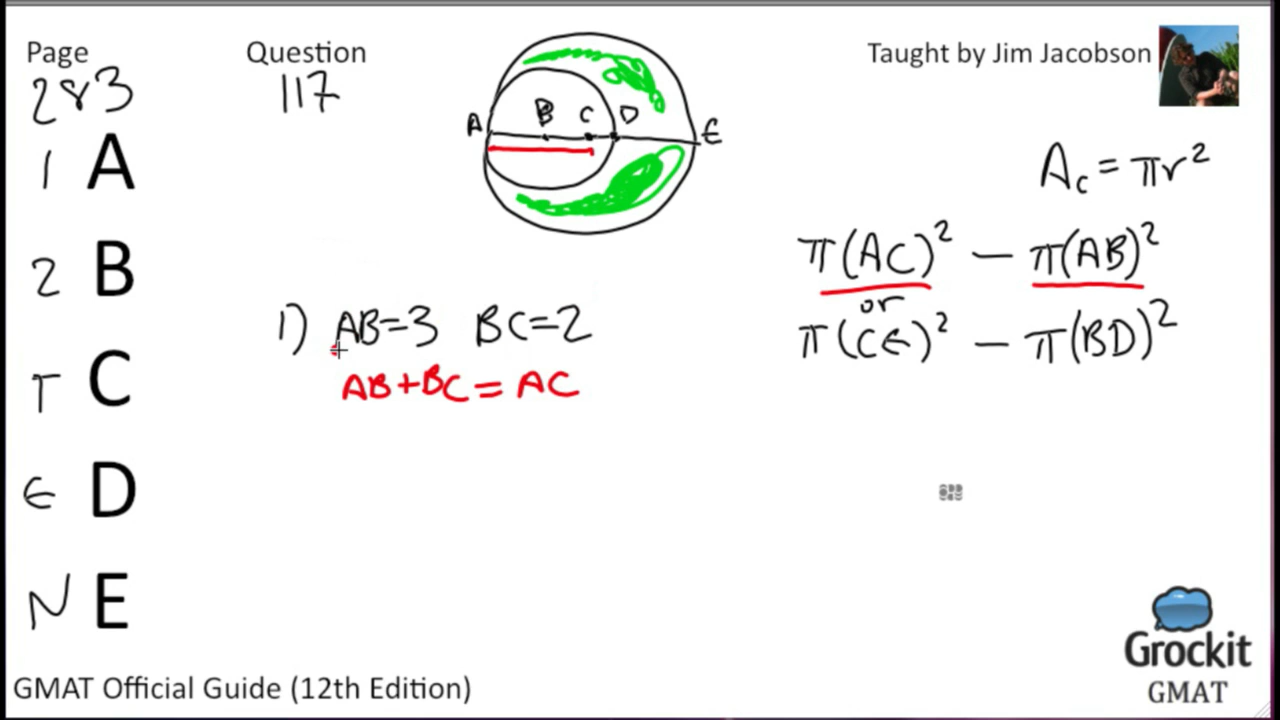 Page
Question
Taught by Jim Jacobson
283
117
A B C D E
A_c = πr²
1 A
2 B
T C
E D
N E
π(AC)² — π(AB)²
or
π(CE)² — π(BD)²
1) AB=3 BC=2
AB+BC = AC
Grockit
GMAT
GMAT Official Guide (12th Edition)